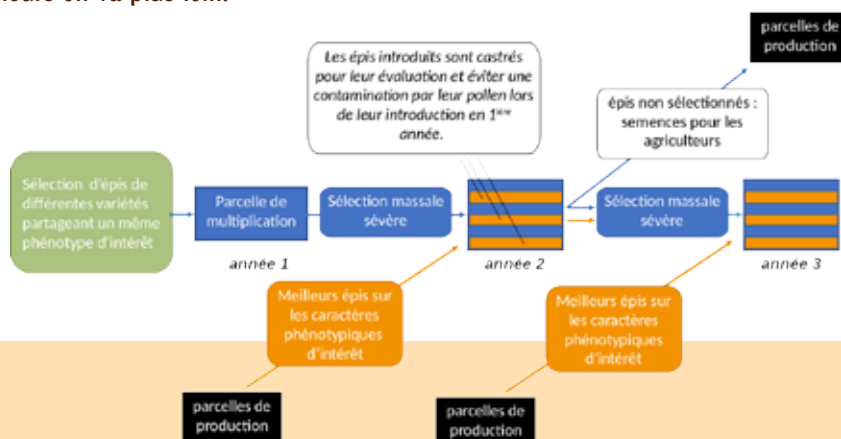 parcelles de
production
Les épis introduits sont castrés
pour leur évaluation et éviter une
contamination par leur pollen lors
de leur introduction en 1ère
année.
épis non sélectionnés :
semences pour les
agriculteurs
Sélection d'épis de
différentes variétés
partageant un même
phénotype d'intérêt
Parcelle de
multiplication
Sélection massale
sévère
Sélection massale
sévère
année 1
année 2
année 3
Meilleurs épis sur
les caractères
phénotypiques
d'intérêt
Meilleurs épis sur
les caractères
phénotypiques
d'intérêt
parcelles de
production
parcelles de
production